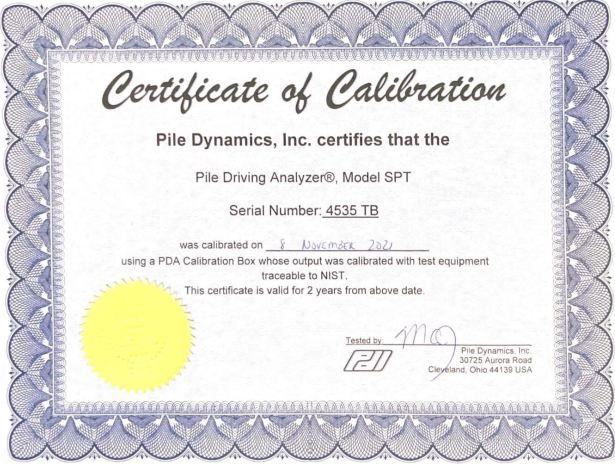 Certificate of Calibration
Pile Dynamics, Inc. certifies that the
Pile Driving Analyzer®, Model SPT
Serial Number: 4535 TB
was calibrated on 8 November 2021
using a PDA Calibration Box whose output was calibrated with test equipment
traceable to NIST.
This certificate is valid for 2 years from above date.
Tested by:
PDI
Pile Dynamics, Inc.
30725 Aurora Road
Cleveland, Ohio 44139 USA